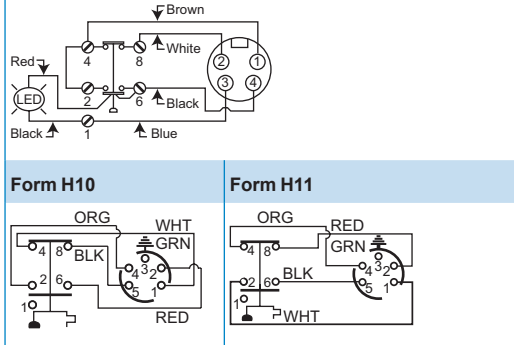 Brown
4 8 White 2 1
Red 3 4
LED 2 6 Black
Black 1 Blue
Form H10 Form H11
ORG WHT
GRN
4 8 BLK 4 3 2
2 6 5 1
1
RED
ORG RED
GRN
4 8 4 3 2
2 6 BLK 5 1
1
WHT